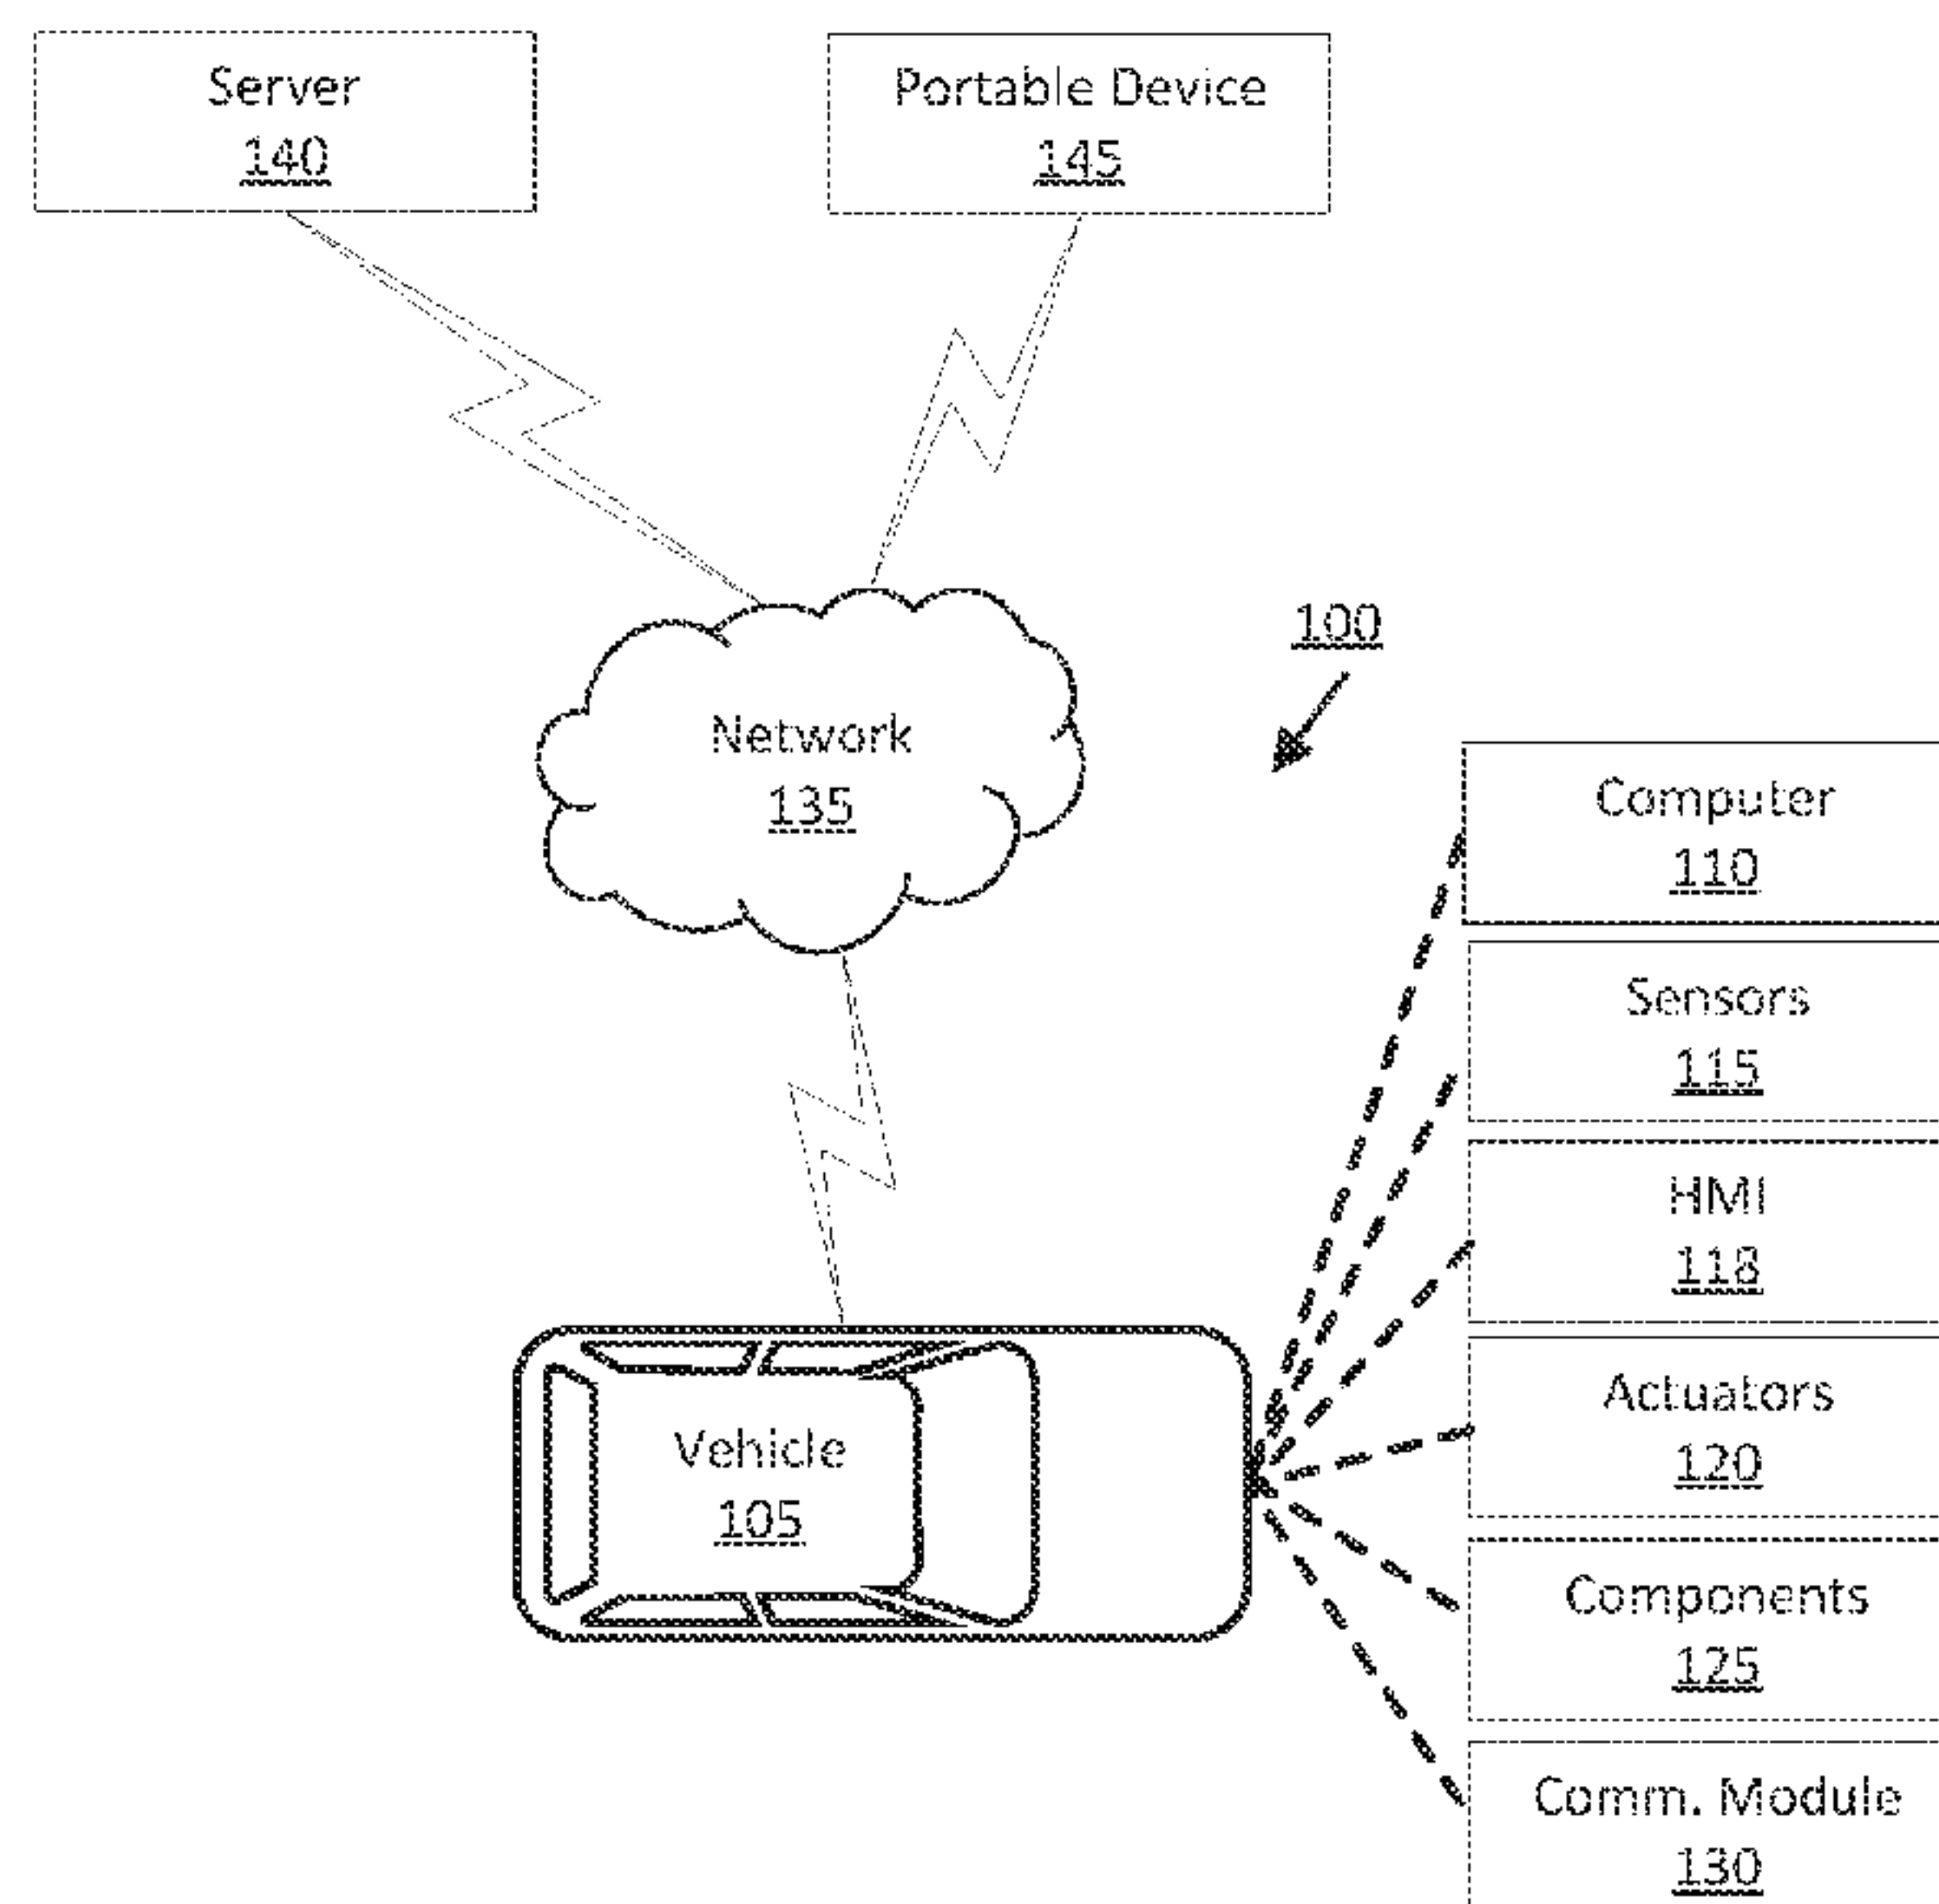 Server
140
Portable Device
145
100
Network
135
Computer
110
Sensors
115
HMI
118
Actuators
120
Vehicle
105
Components
125
Comm. Module
130